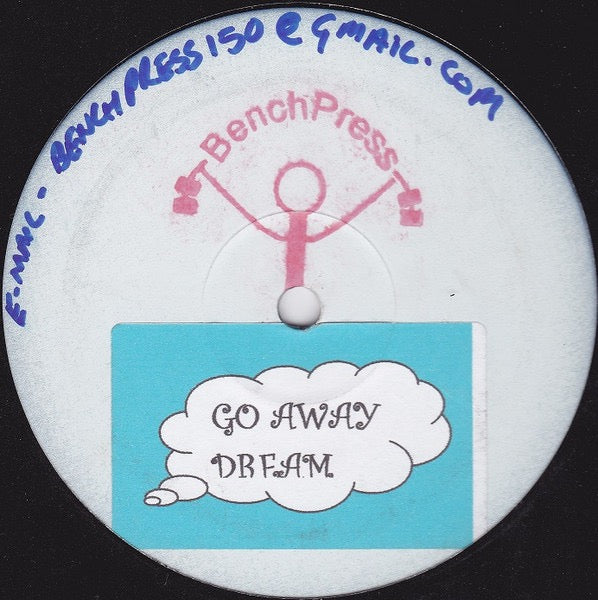 E-MAIL - BENCHPRESS150@GMAIL.COM
BenchPress
GO AWAY
DREAM